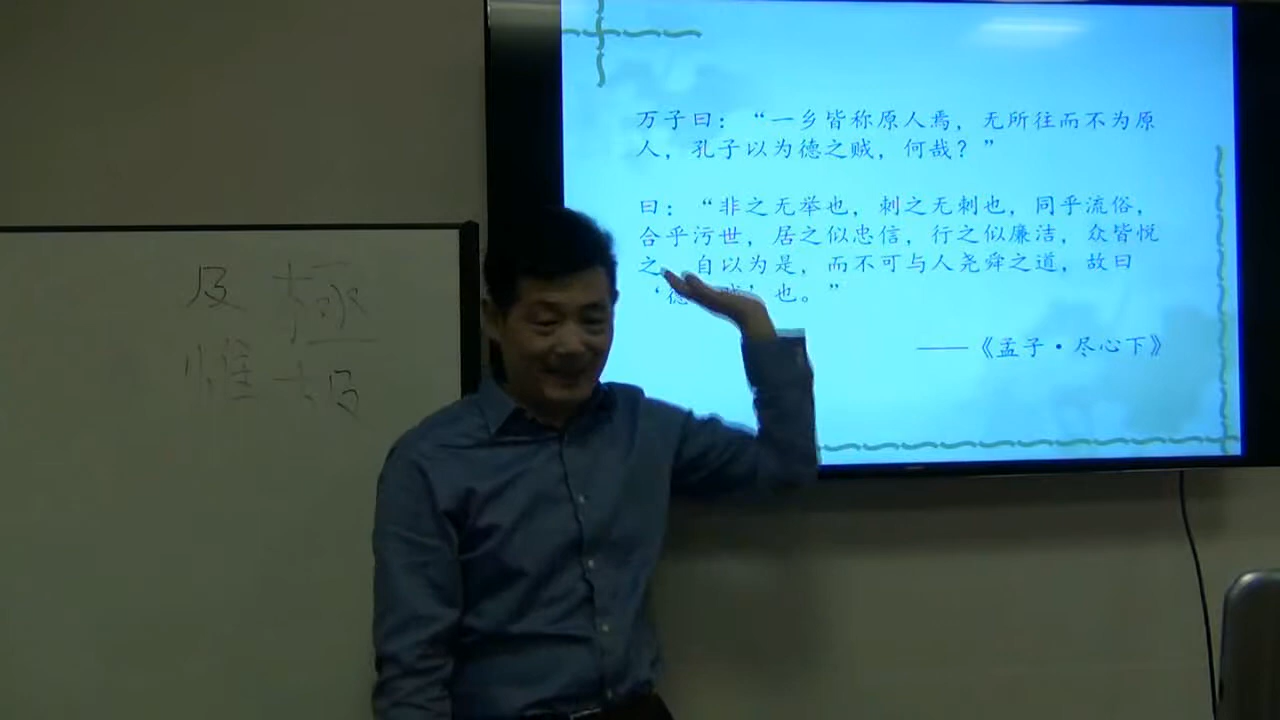 万子曰：“一乡皆称原人焉，无所往而不为原
人，孔子以为德之贼，何哉？”
曰：“非之无举也，刺之无刺也，同乎流俗，
合乎污世，居之似忠信，行之似廉洁，众皆悦
之，自以为是，而不可与人尧舜之道，故曰
‘德 贼’也。”
——《孟子·尽心下》
及